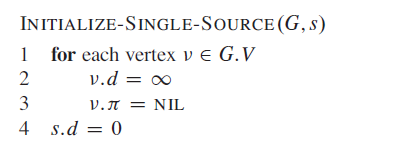 INITIALIZE-SINGLE-SOURCE(G, s)
1 for each vertex v ∈ G.V
2 v.d = ∞
3 v.π = NIL
4 s.d = 0